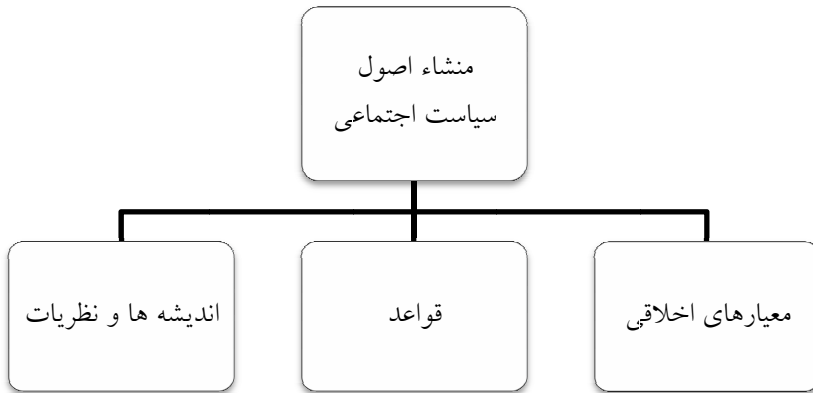 منشاء اصول
سیاست اجتماعی
معیارهای اخلاقی
قواعد
اندیشه ها و نظریات